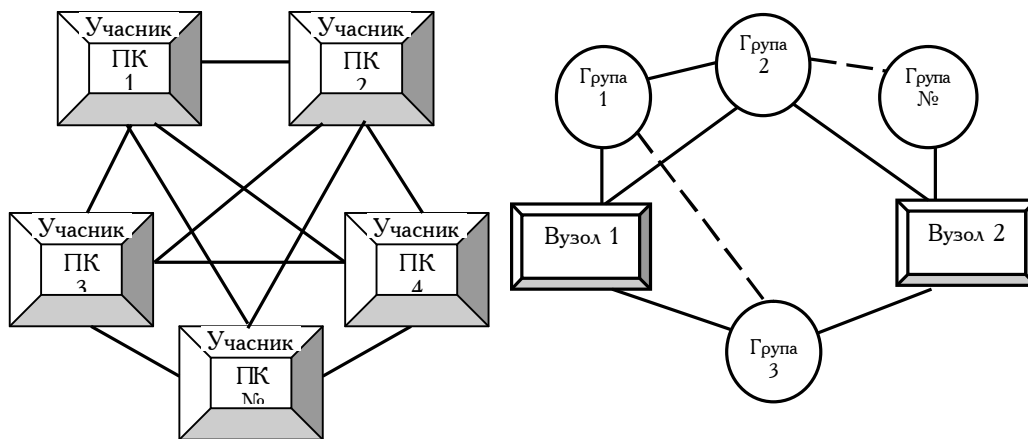 Учасник
ПК
1
Учасник
ПК
2
Учасник
ПК
3
Учасник
ПК
4
Учасник
ПК
№
Група
1
Група
2
Група
№
Вузол 1
Вузол 2
Група
3